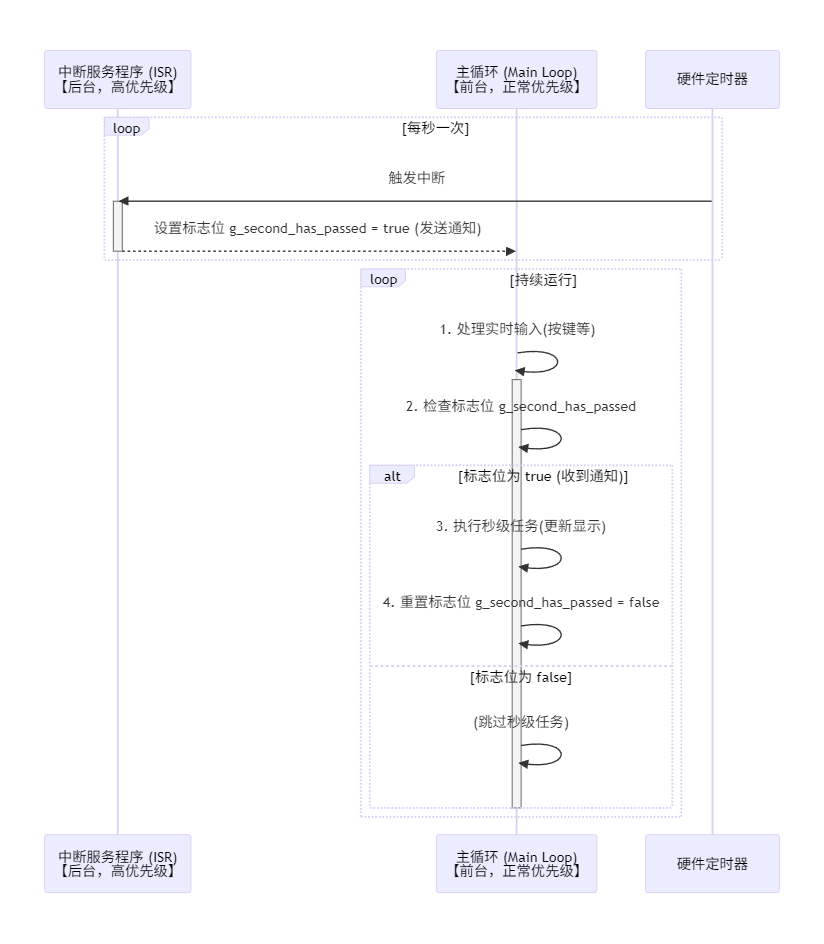 中断服务程序 (ISR)
【后台，高优先级】
主循环 (Main Loop)
【前台，正常优先级】
硬件定时器
loop
[每秒一次]
触发中断
设置标志位 g_second_has_passed = true (发送通知)
loop
[持续运行]
1. 处理实时输入(按键等)
2. 检查标志位 g_second_has_passed
alt
[标志位为 true (收到通知)]
3. 执行秒级任务(更新显示)
4. 重置标志位 g_second_has_passed = false
[标志位为 false]
(跳过秒级任务)
中断服务程序 (ISR)
【后台，高优先级】
主循环 (Main Loop)
【前台，正常优先级】
硬件定时器